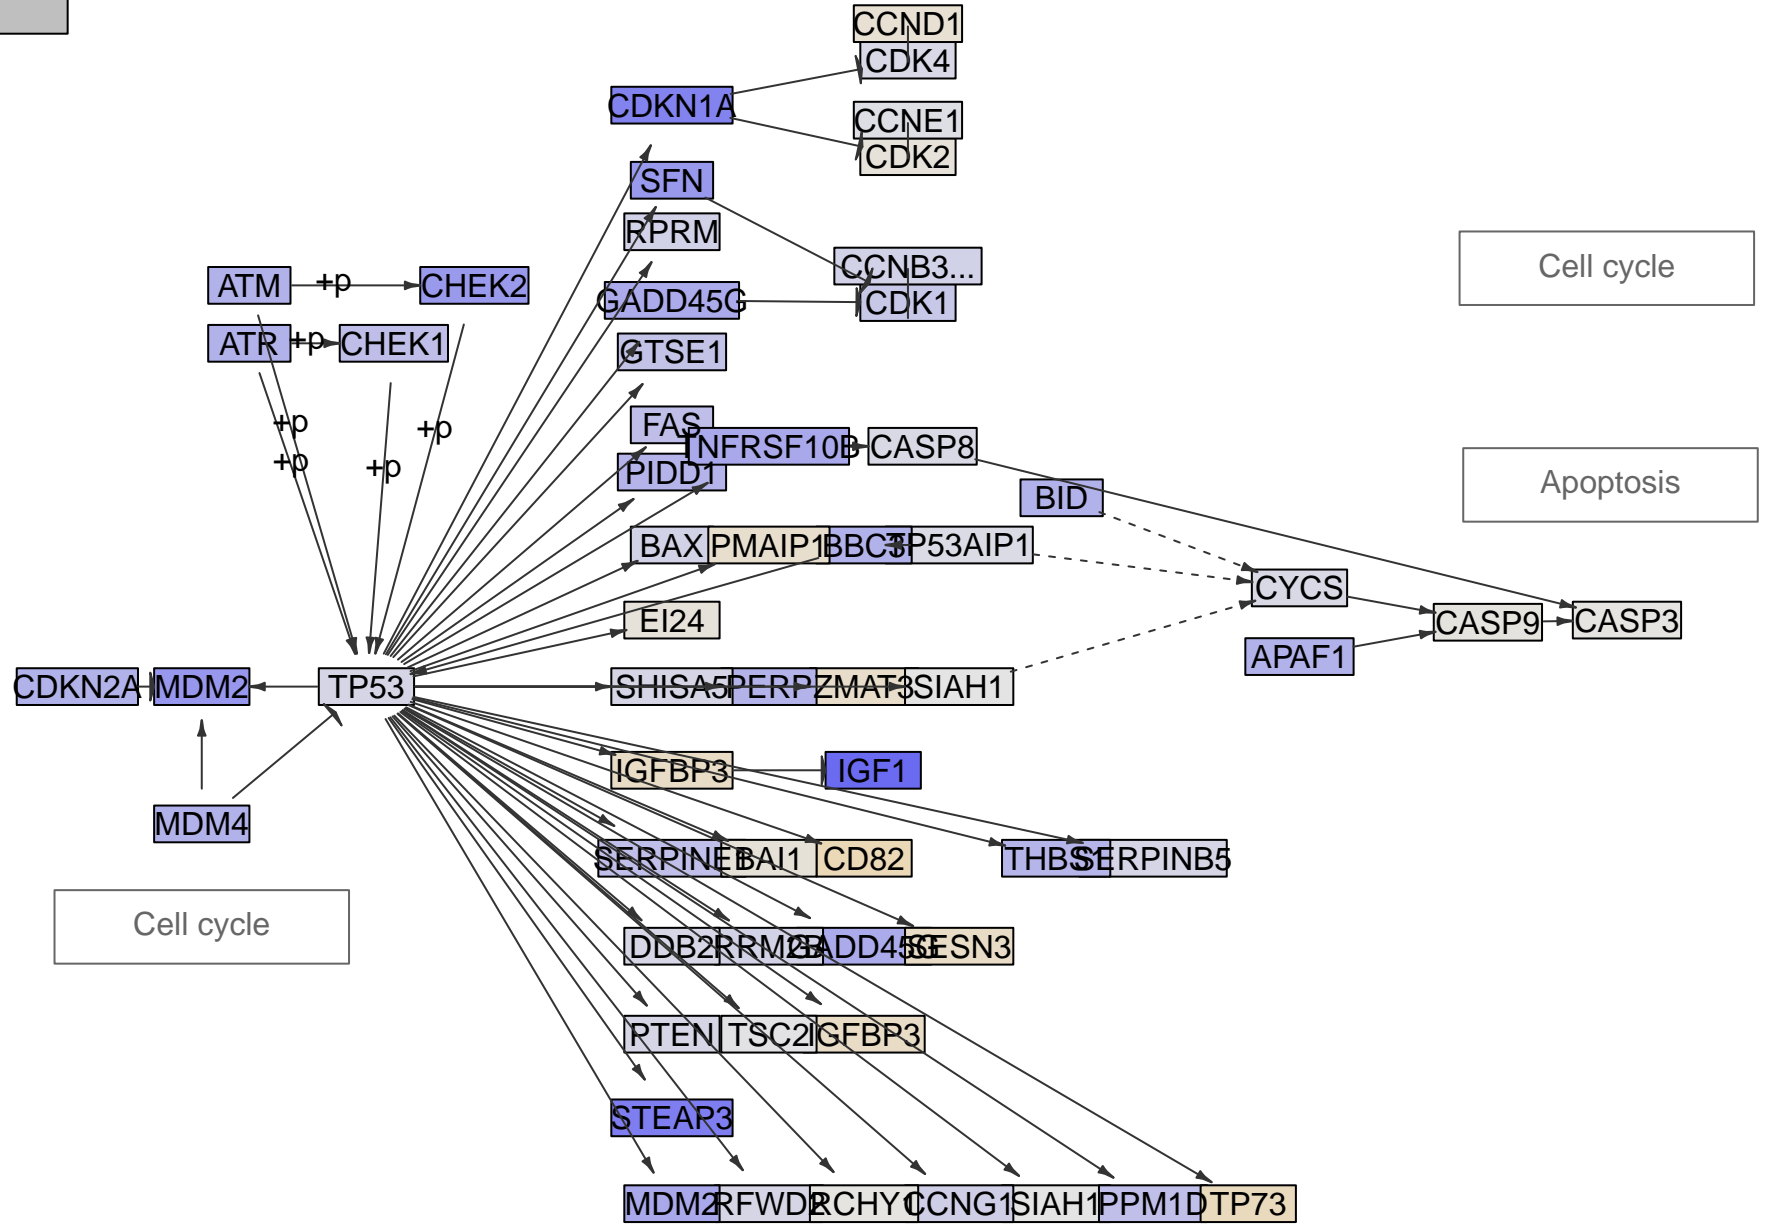 CCND1
CDK4
CDKN1A
CCNE1
CDK2
SFN
RPRM
CCNB3...
Cell cycle
ATM
+p
CHEK2
GADD45G
CDK1
ATR
+p
CHEK1
GTSE1
FAS
+p
+p
TNFRSF10B
CASP8
+p
+p
PIDD1
Apoptosis
BID
BAX
PMAIP1
BBC3
TP53AIP1
CYCS
EI24
CASP9
CASP3
APAF1
CDKN2A
MDM2
TP53
SHISA5
PERP
ZMAT3
SIAH1
IGFBP3
IGF1
MDM4
SERPINE1
BAI1
CD82
THBS1
SERPINB5
Cell cycle
DDB2
RRM2B
GADD45G
SESN3
PTEN
TSC2
IGFBP3
STEAP3
MDM2
RFWD2
RCHY1
CCNG1
SIAH1
PPM1D
TP73